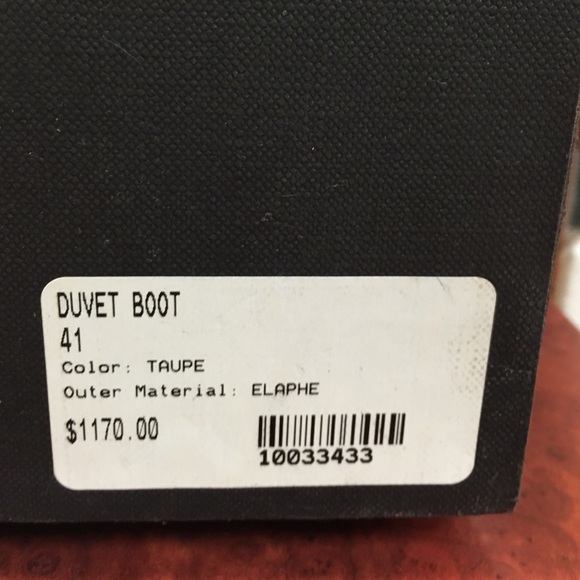 DUVET BOOT
41
Color: TAUPE
Outer Material: ELAPHE
$1170.00
10033433